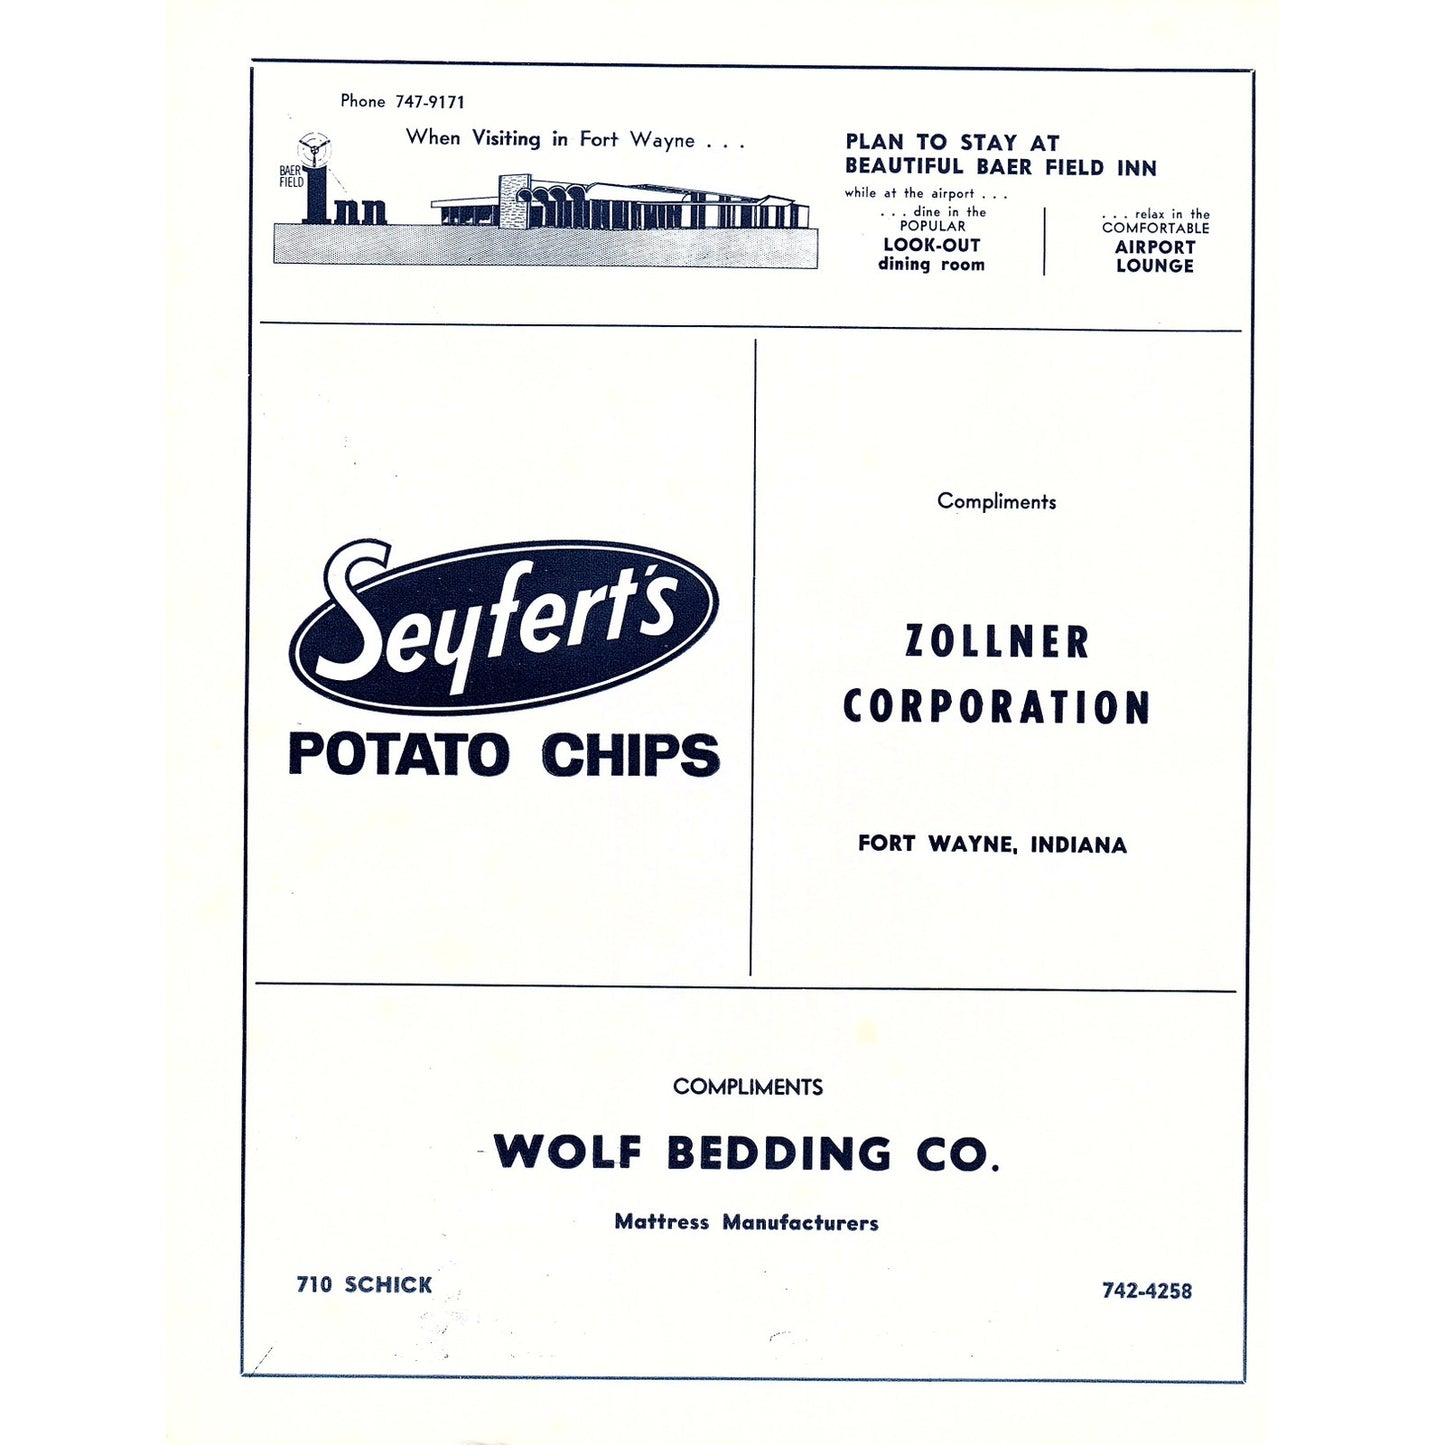 Phone 747-9171
When Visiting in Fort Wayne . . .
BAER
FIELD
Inn
PLAN TO STAY AT
BEAUTIFUL BAER FIELD INN
while at the airport . . .
. . . dine in the
POPULAR
LOOK-OUT
dining room
. . . relax in the
COMFORTABLE
AIRPORT
LOUNGE
Seyfert's
POTATO CHIPS
Compliments
ZOLLNER
CORPORATION
FORT WAYNE, INDIANA
COMPLIMENTS
WOLF BEDDING CO.
Mattress Manufacturers
710 SCHICK
742-4258